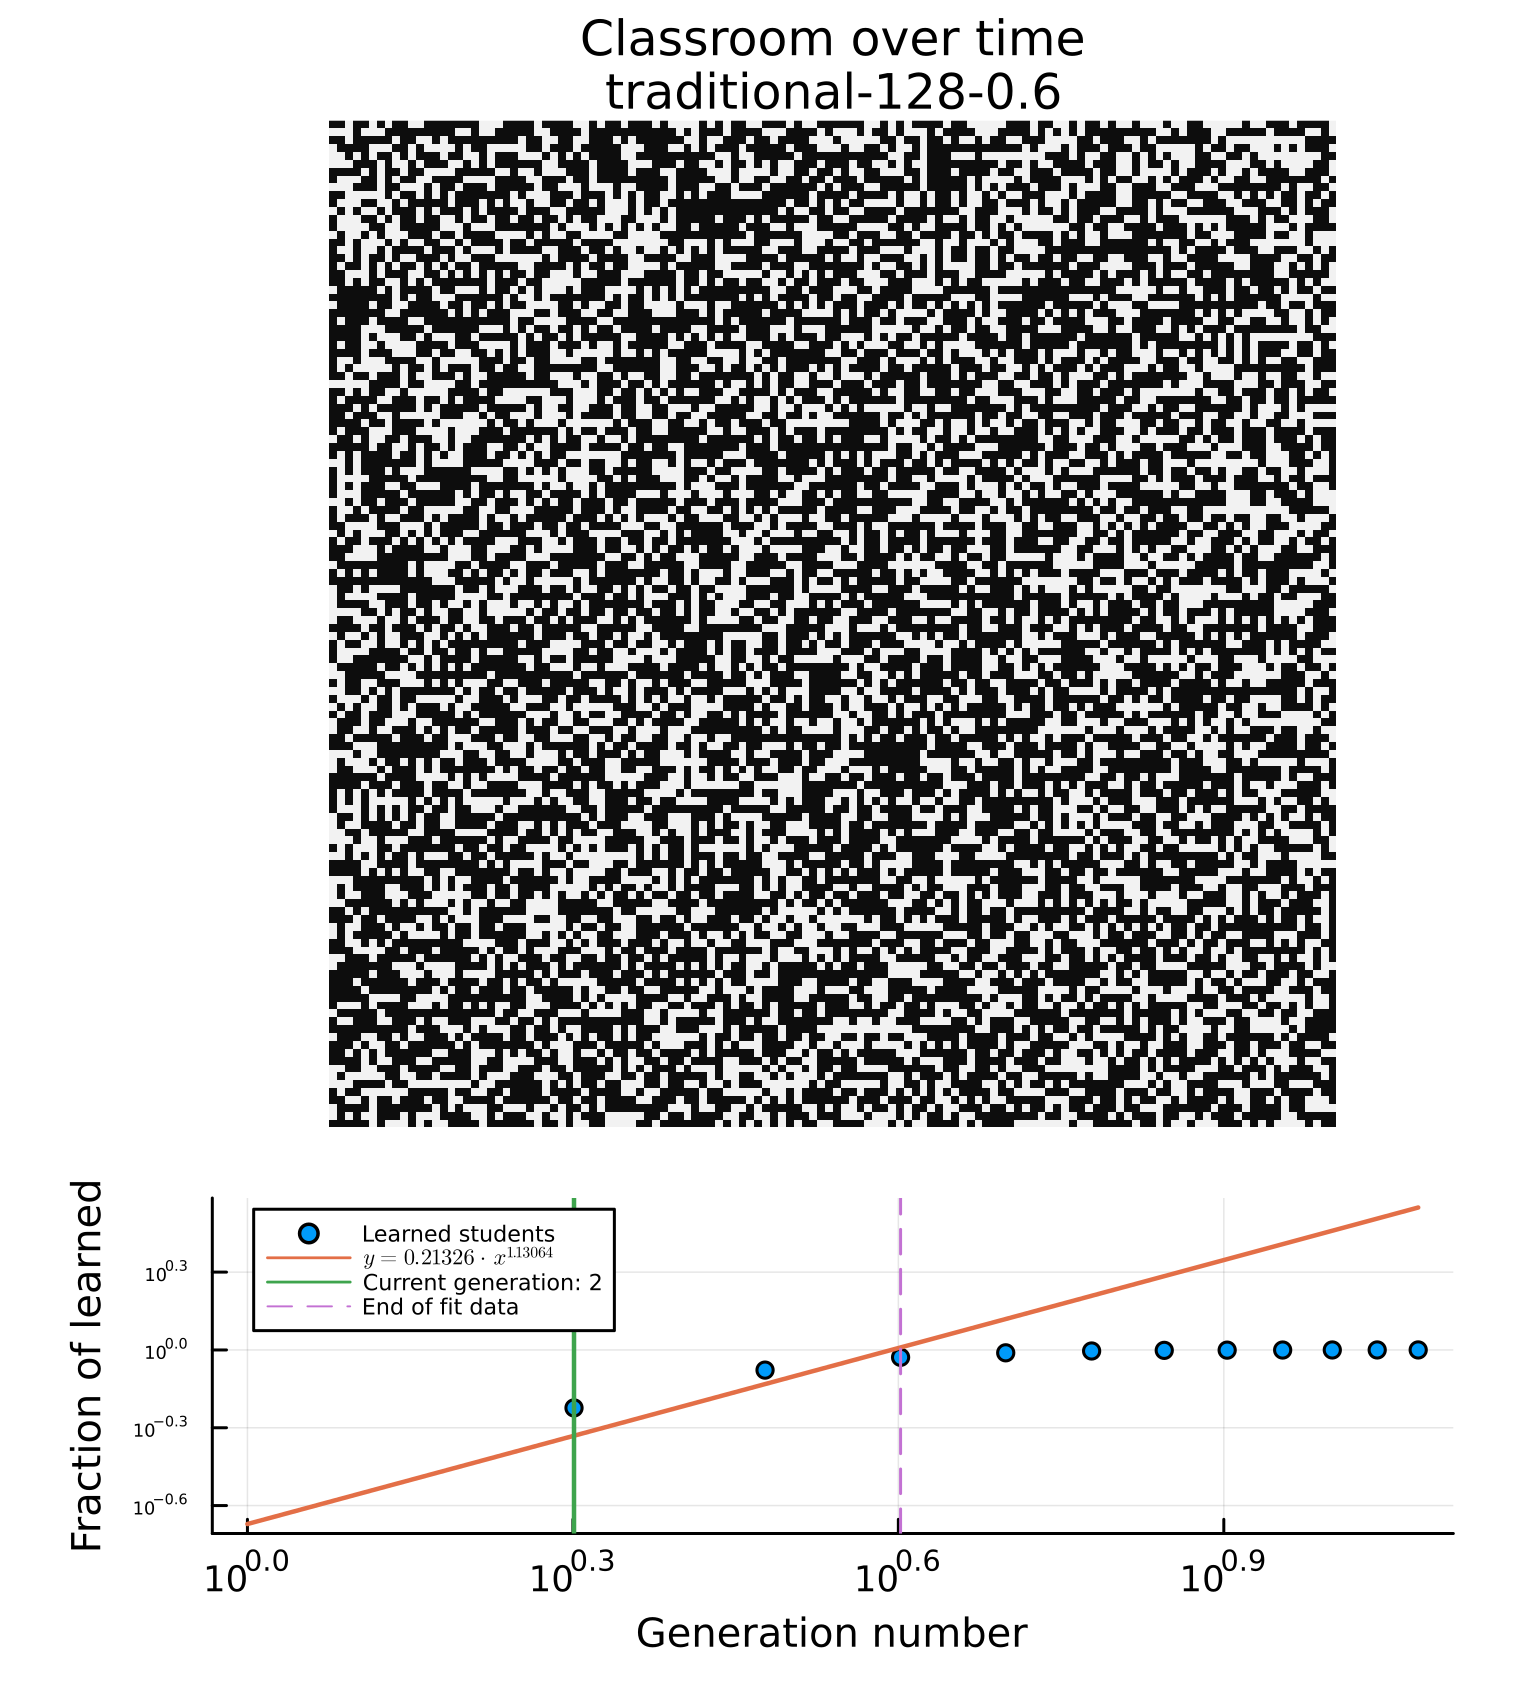 Classroom over time
traditional-128-0.6
Fraction of learned
Learned students
y = 0.21326 · x^1.13064
Current generation: 2
End of fit data
10^0.3
10^0.0
10^−0.3
10^−0.6
10^0.0 10^0.3 10^0.6 10^0.9
Generation number